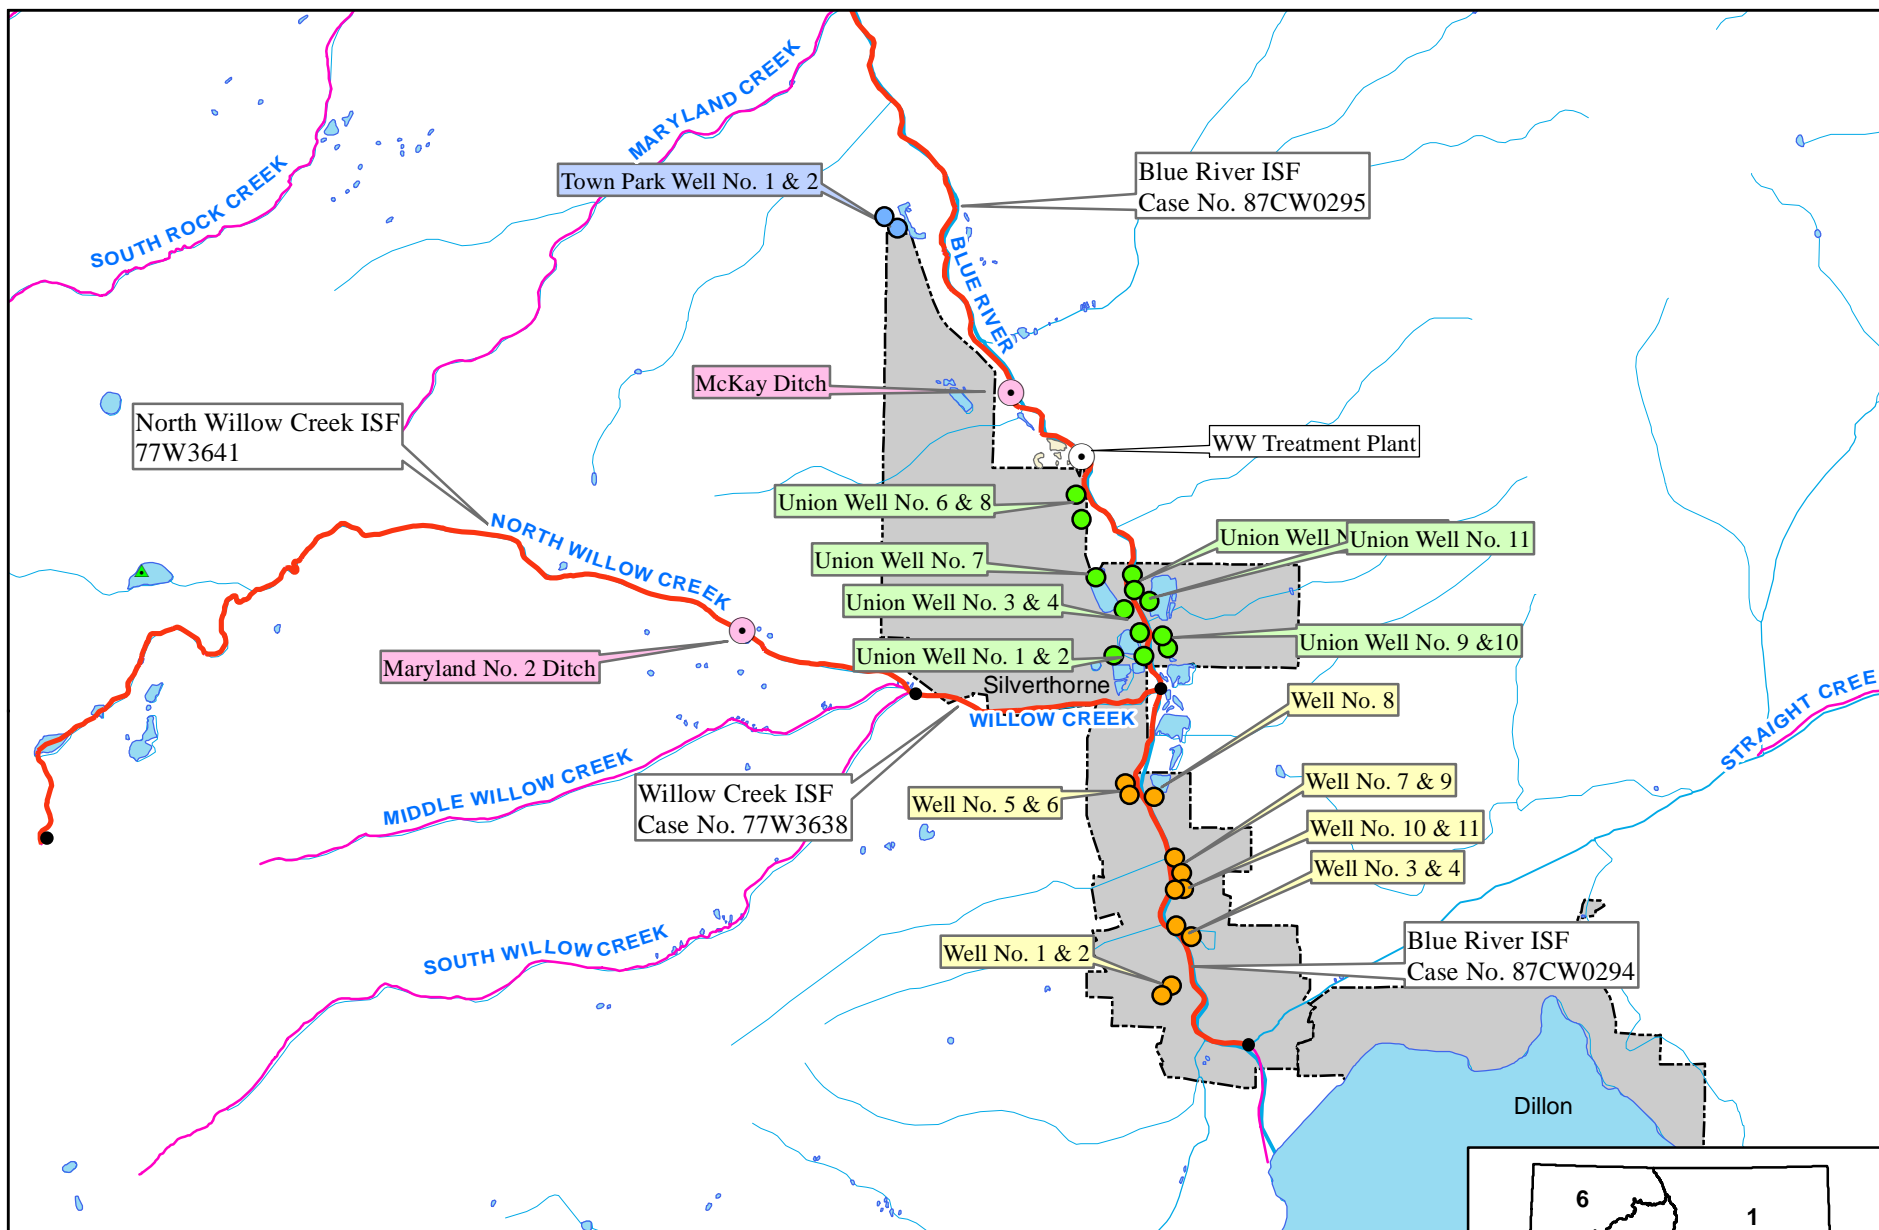 MARYLAND CREEK
SOUTH ROCK CREEK
Town Park Well No. 1 & 2
Blue River ISF
Case No. 87CW0295
BLUE RIVER
McKay Ditch
North Willow Creek ISF
77W3641
WW Treatment Plant
Union Well No. 6 & 8
NORTH WILLOW CREEK
Union Well N
Union Well No. 11
Union Well No. 7
Union Well No. 3 & 4
Union Well No. 9 &10
Union Well No. 1 & 2
Maryland No. 2 Ditch
Silverthorne
WILLOW CREEK
Well No. 8
STRAIGHT CREE
MIDDLE WILLOW CREEK
Willow Creek ISF
Case No. 77W3638
Well No. 5 & 6
Well No. 7 & 9
Well No. 10 & 11
Well No. 3 & 4
SOUTH WILLOW CREEK
Well No. 1 & 2
Blue River ISF
Case No. 87CW0294
Dillon
6
1